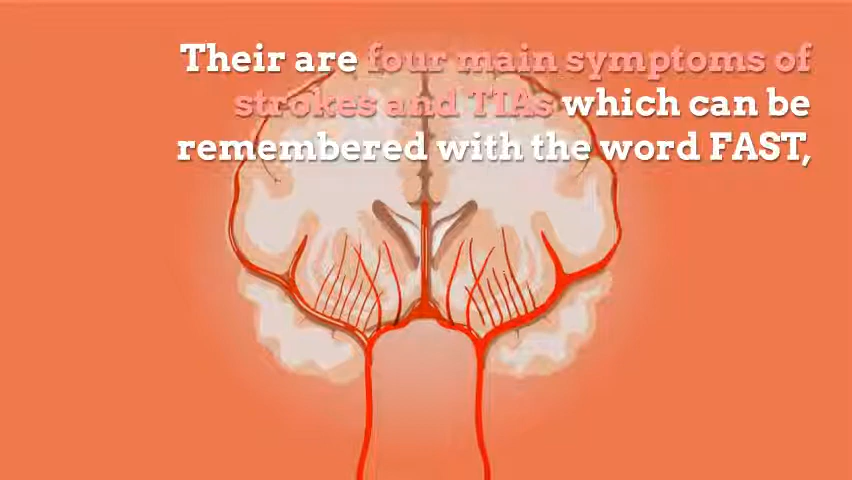 Their are four main symptoms of
strokes and TIAs which can be
remembered with the word FAST,